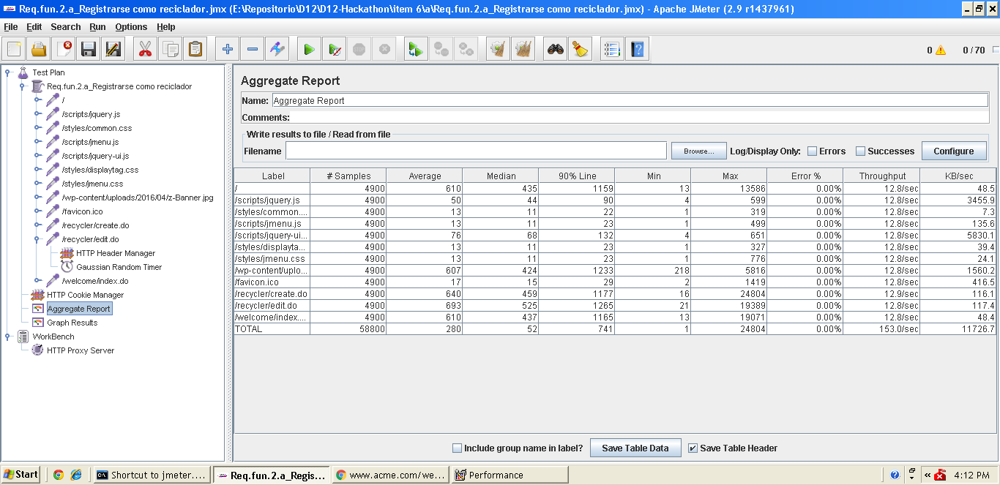 Req.fun.2.a_Registrarse como reciclador.jmx (E:\Repositorio\D12\D12-Hackathon\item 6\a\Req.fun.2.a_Registrarse como reciclador.jmx) - Apache JMeter (2.9 r1437961)
File Edit Search Run Options Help
0 0 / 70
Test Plan
Req.fun.2.a_Registrarse como reciclador
/
/scripts/jquery.js
/styles/common.css
/scripts/jmenu.js
/scripts/jquery-ui.js
/styles/displaytag.css
/styles/jmenu.css
/wp-content/uploads/2016/04/z-Banner.jpg
/favicon.ico
/recycler/create.do
/recycler/edit.do
HTTP Header Manager
Gaussian Random Timer
/welcome/index.do
HTTP Cookie Manager
Aggregate Report
Graph Results
WorkBench
HTTP Proxy Server
Aggregate Report
Name: Aggregate Report
Comments:
Write results to file / Read from file
Filename Browse... Log/Display Only: Errors Successes Configure
Label # Samples Average Median 90% Line Min Max Error % Throughput KB/sec
/ 4900 610 435 1159 13 13586 0.00% 12.8/sec 48.5
/scripts/jquery.js 4900 50 44 90 4 599 0.00% 12.8/sec 3455.9
/styles/common.... 4900 13 11 22 1 319 0.00% 12.8/sec 7.3
/scripts/jmenu.js 4900 13 11 23 1 499 0.00% 12.8/sec 135.6
/scripts/jquery-ui... 4900 76 68 132 4 651 0.00% 12.8/sec 5830.1
/styles/displayta... 4900 13 11 23 1 327 0.00% 12.8/sec 39.4
/styles/jmenu.css 4900 13 11 23 1 776 0.00% 12.8/sec 24.1
/wp-content/uplo... 4900 607 424 1233 218 5816 0.00% 12.8/sec 1560.2
/favicon.ico 4900 17 15 29 2 1419 0.00% 12.8/sec 416.5
/recycler/create.do 4900 640 459 1177 16 24804 0.00% 12.9/sec 116.1
/recycler/edit.do 4900 693 525 1265 21 19389 0.00% 12.8/sec 117.4
/welcome/index.... 4900 610 437 1165 13 19071 0.00% 12.8/sec 48.4
TOTAL 58800 280 52 741 1 24804 0.00% 153.0/sec 11726.7
Include group name in label? Save Table Data Save Table Header
Start Shortcut to jmeter.... Req.fun.2.a_Regis... www.acme.com/we... Performance 4:12 PM